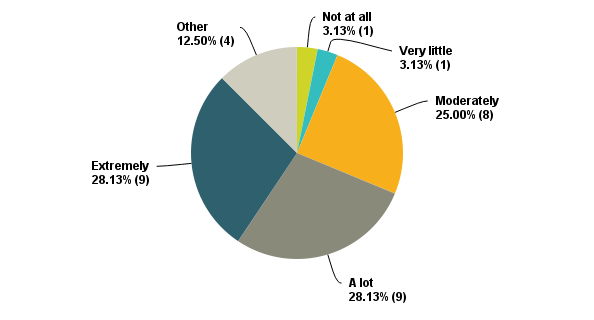 Not at all
3.13% (1)
Very little
3.13% (1)
Moderately
25.00% (8)
A lot
28.13% (9)
Extremely
28.13% (9)
Other
12.50% (4)